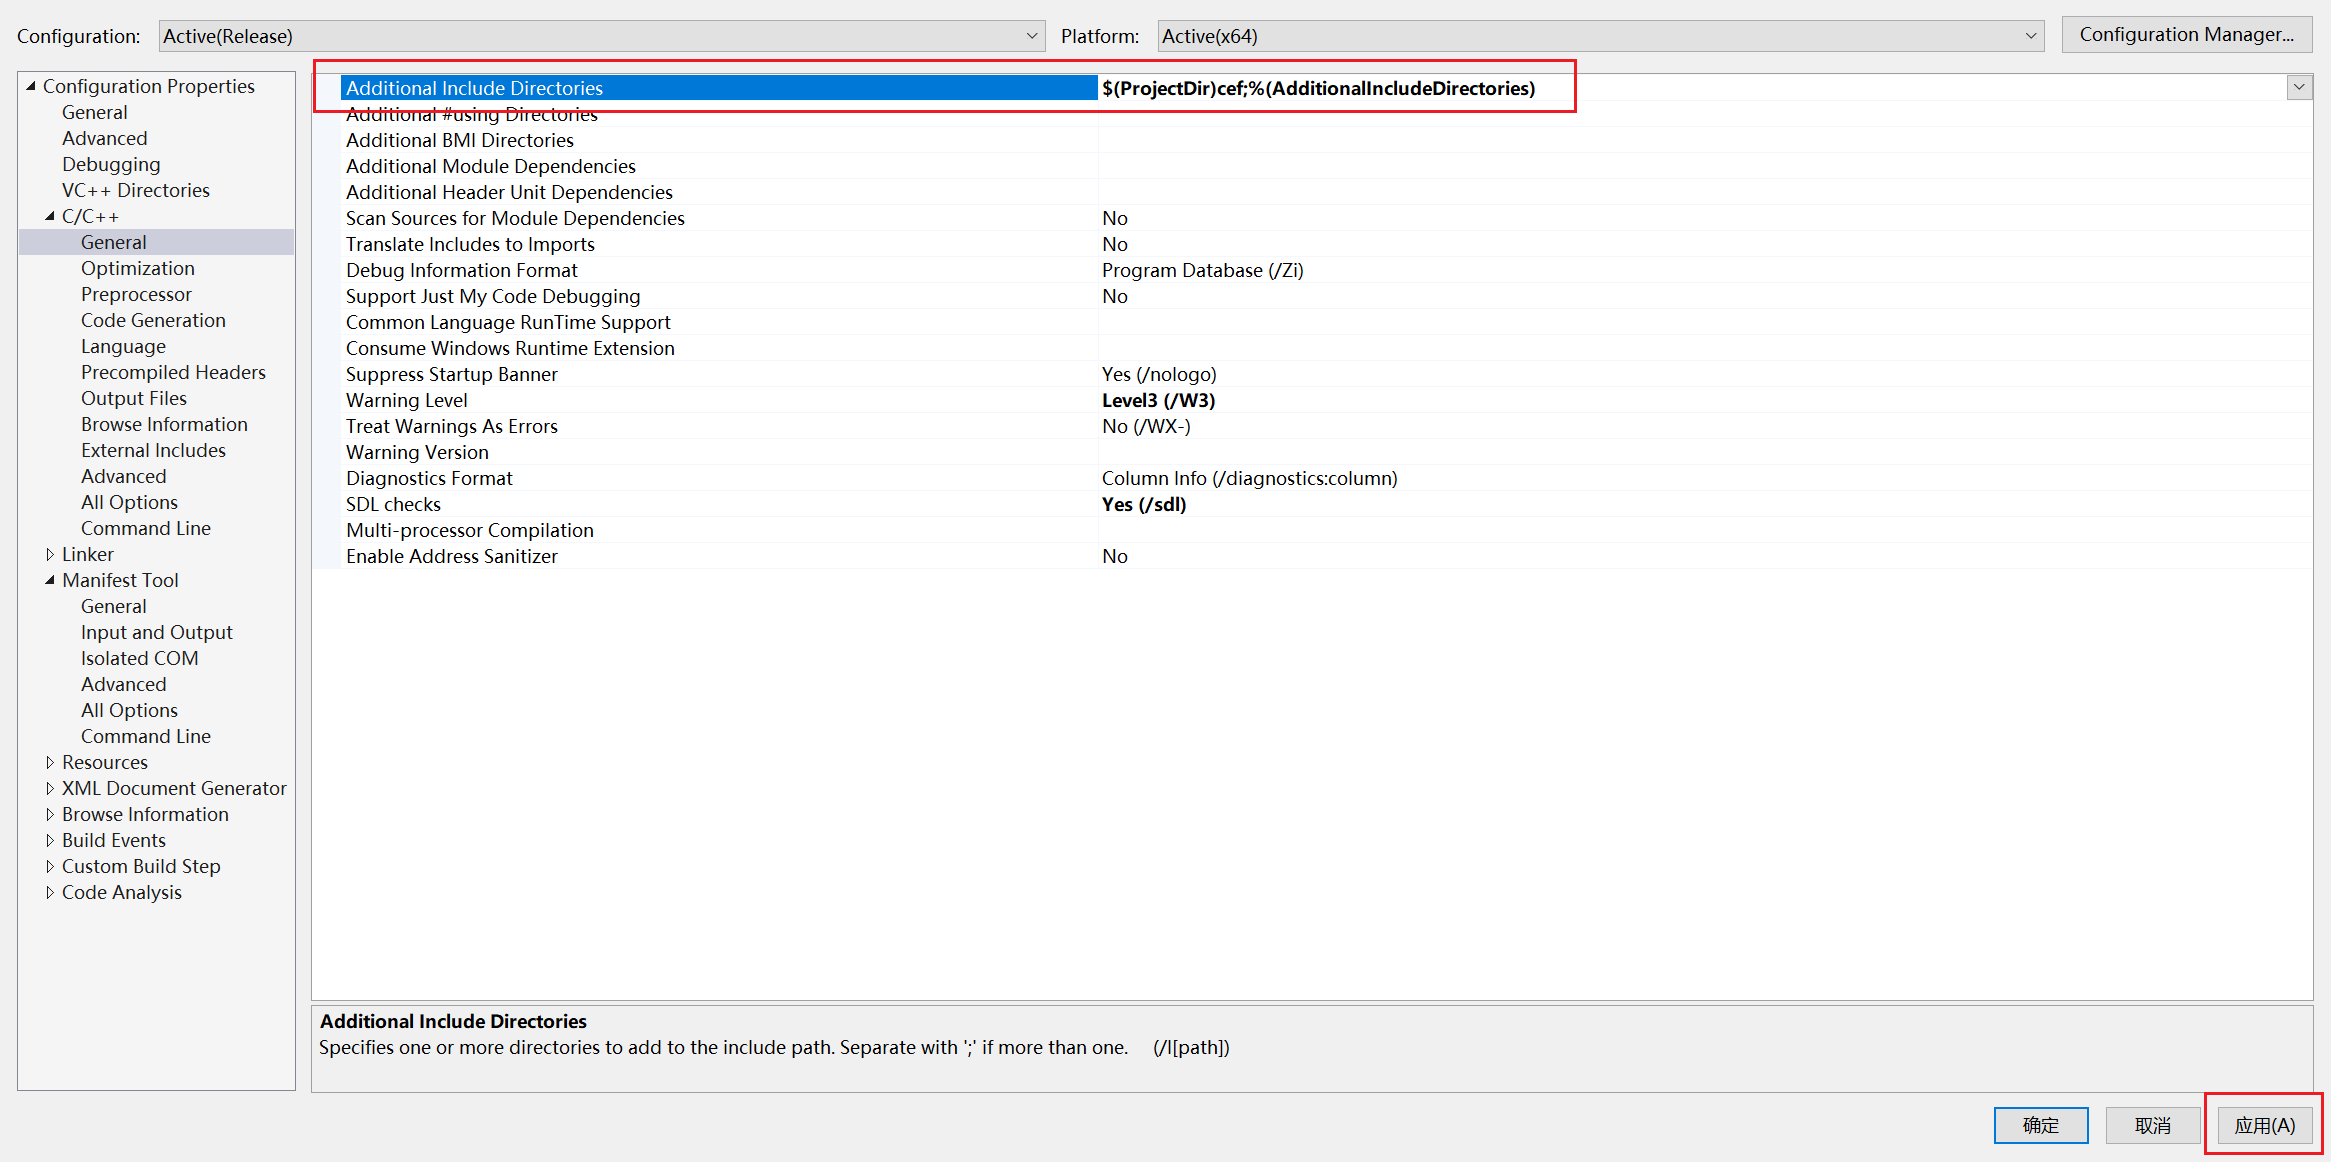 Configuration: Active(Release) Platform: Active(x64) Configuration Manager...
Configuration Properties
General
Advanced
Debugging
VC++ Directories
C/C++
General
Optimization
Preprocessor
Code Generation
Language
Precompiled Headers
Output Files
Browse Information
External Includes
Advanced
All Options
Command Line
Linker
Manifest Tool
General
Input and Output
Isolated COM
Advanced
All Options
Command Line
Resources
XML Document Generator
Browse Information
Build Events
Custom Build Step
Code Analysis
Additional Include Directories $(ProjectDir)cef;%(AdditionalIncludeDirectories)
Additional #using Directories
Additional BMI Directories
Additional Module Dependencies
Additional Header Unit Dependencies
Scan Sources for Module Dependencies No
Translate Includes to Imports No
Debug Information Format Program Database (/Zi)
Support Just My Code Debugging No
Common Language RunTime Support
Consume Windows Runtime Extension
Suppress Startup Banner Yes (/nologo)
Warning Level Level3 (/W3)
Treat Warnings As Errors No (/WX-)
Warning Version
Diagnostics Format Column Info (/diagnostics:column)
SDL checks Yes (/sdl)
Multi-processor Compilation
Enable Address Sanitizer No
Additional Include Directories
Specifies one or more directories to add to the include path. Separate with ';' if more than one. (/I[path])
确定 取消 应用(A)